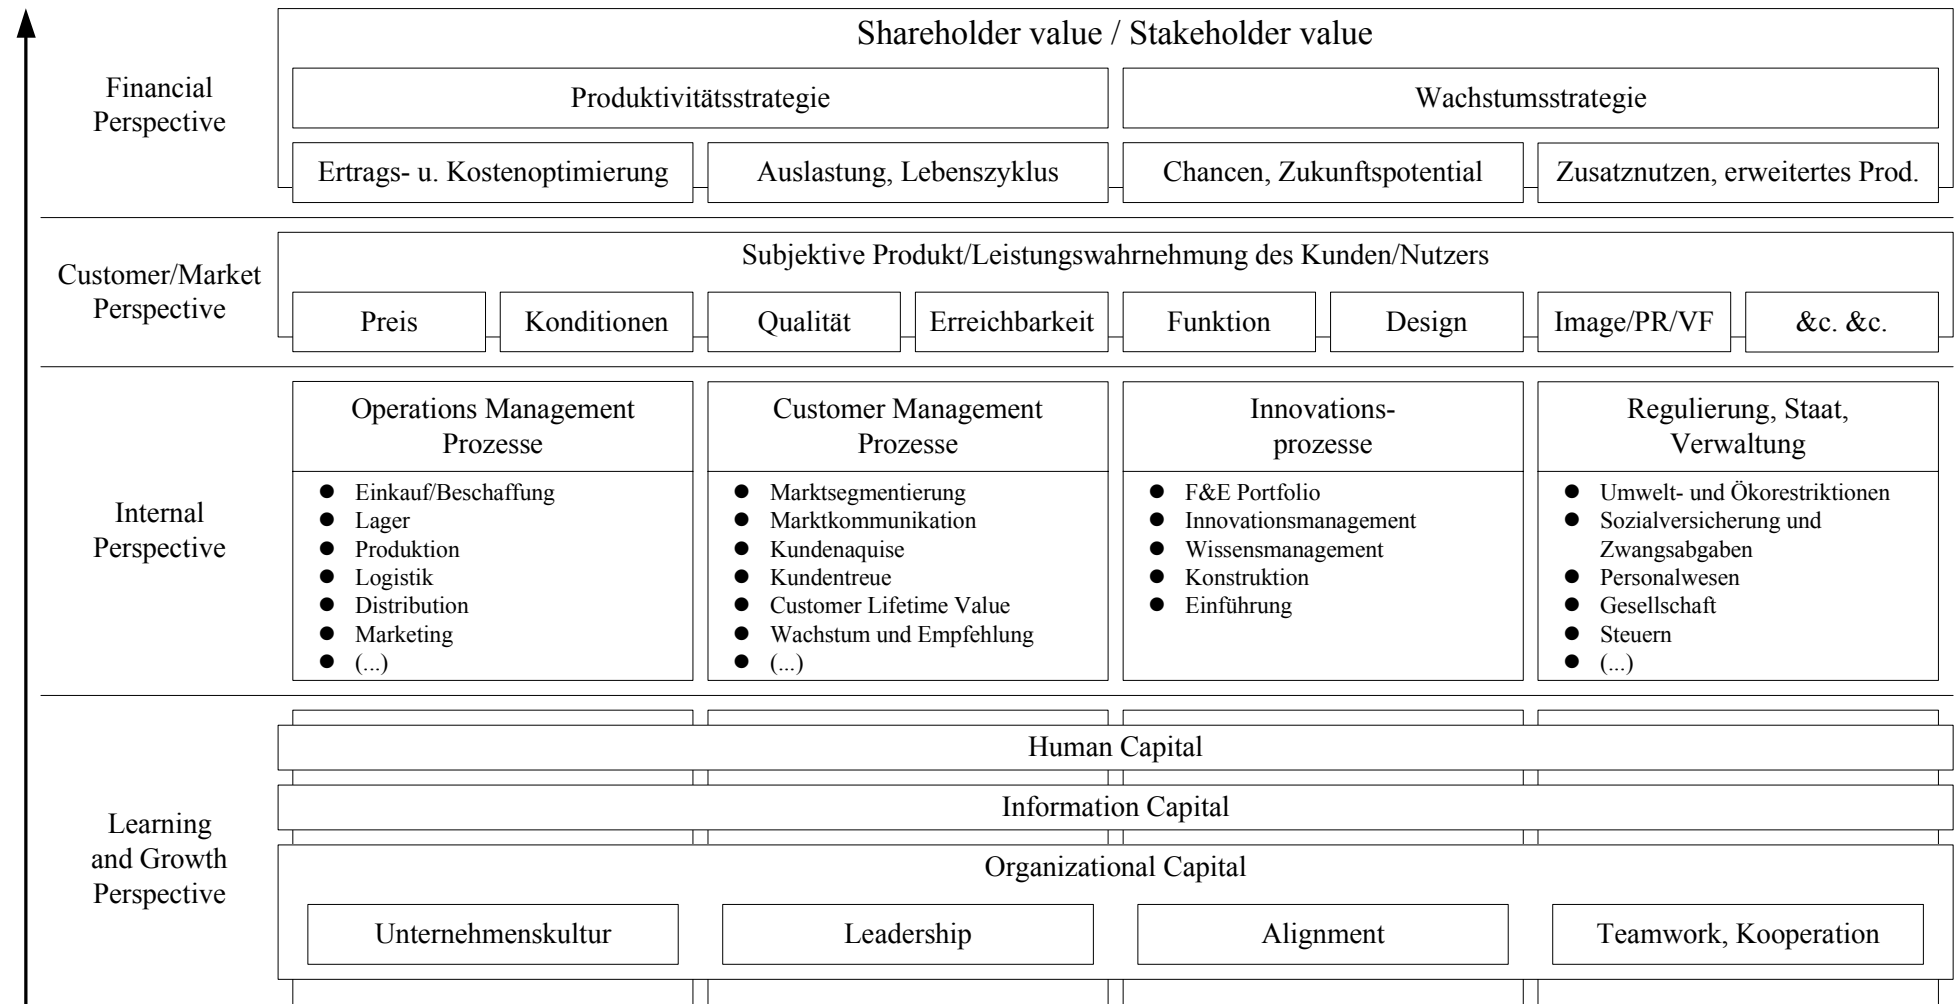 Shareholder value / Stakeholder value
Financial
Perspective
Produktivitätsstrategie
Wachstumsstrategie
Ertrags- u. Kostenoptimierung
Auslastung, Lebenszyklus
Chancen, Zukunftspotential
Zusatznutzen, erweitertes Prod.
Customer/Market
Perspective
Subjektive Produkt/Leistungswahrnehmung des Kunden/Nutzers
Preis
Konditionen
Qualität
Erreichbarkeit
Funktion
Design
Image/PR/VF
&c. &c.
Internal
Perspective
Operations Management
Prozesse
● Einkauf/Beschaffung
● Lager
● Produktion
● Logistik
● Distribution
● Marketing
● (...)
Customer Management
Prozesse
● Marktsegmentierung
● Marktkommunikation
● Kundenaquise
● Kundentreue
● Customer Lifetime Value
● Wachstum und Empfehlung
● (...)
Innovations-
prozesse
● F&E Portfolio
● Innovationsmanagement
● Wissensmanagement
● Konstruktion
● Einführung
Regulierung, Staat,
Verwaltung
● Umwelt- und Ökorestriktionen
● Sozialversicherung und
Zwangsabgaben
● Personalwesen
● Gesellschaft
● Steuern
● (...)
Learning
and Growth
Perspective
Human Capital
Information Capital
Organizational Capital
Unternehmenskultur
Leadership
Alignment
Teamwork, Kooperation